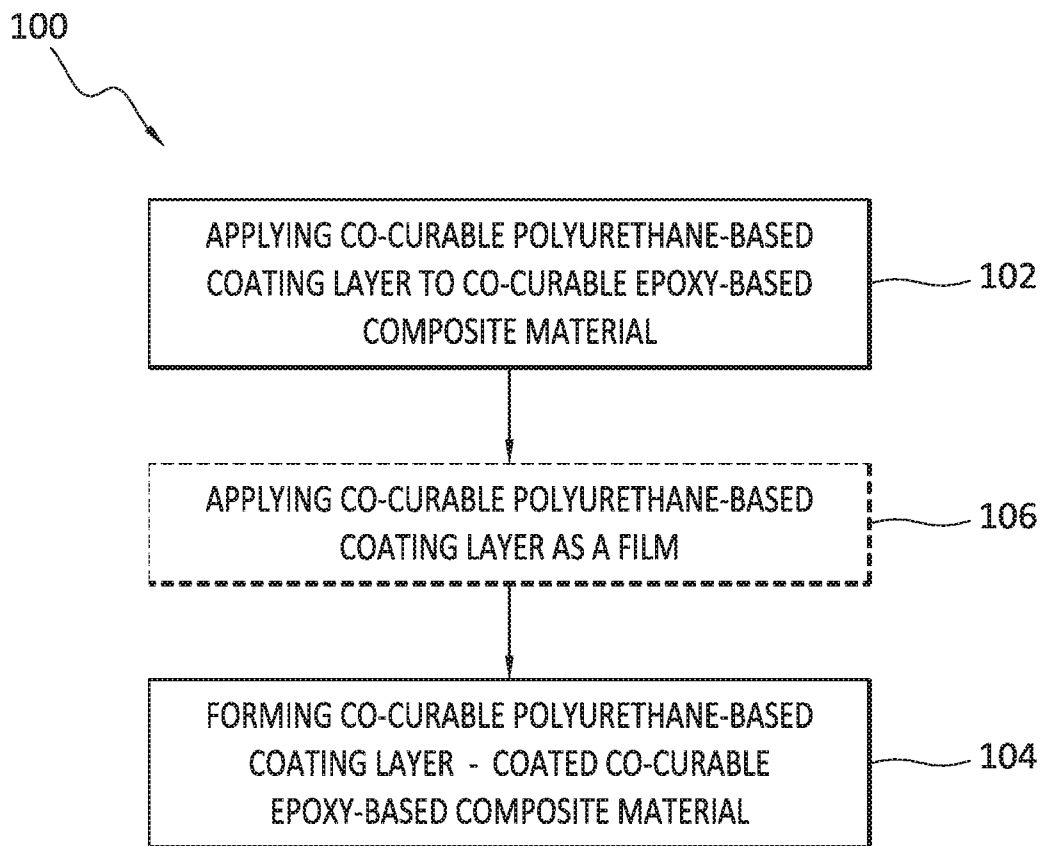 100
APPLYING CO-CURABLE POLYURETHANE-BASED
COATING LAYER TO CO-CURABLE EPOXY-BASED
COMPOSITE MATERIAL
102
APPLYING CO-CURABLE POLYURETHANE-BASED
COATING LAYER AS A FILM
106
FORMING CO-CURABLE POLYURETHANE-BASED
COATING LAYER - COATED CO-CURABLE
EPOXY-BASED COMPOSITE MATERIAL
104